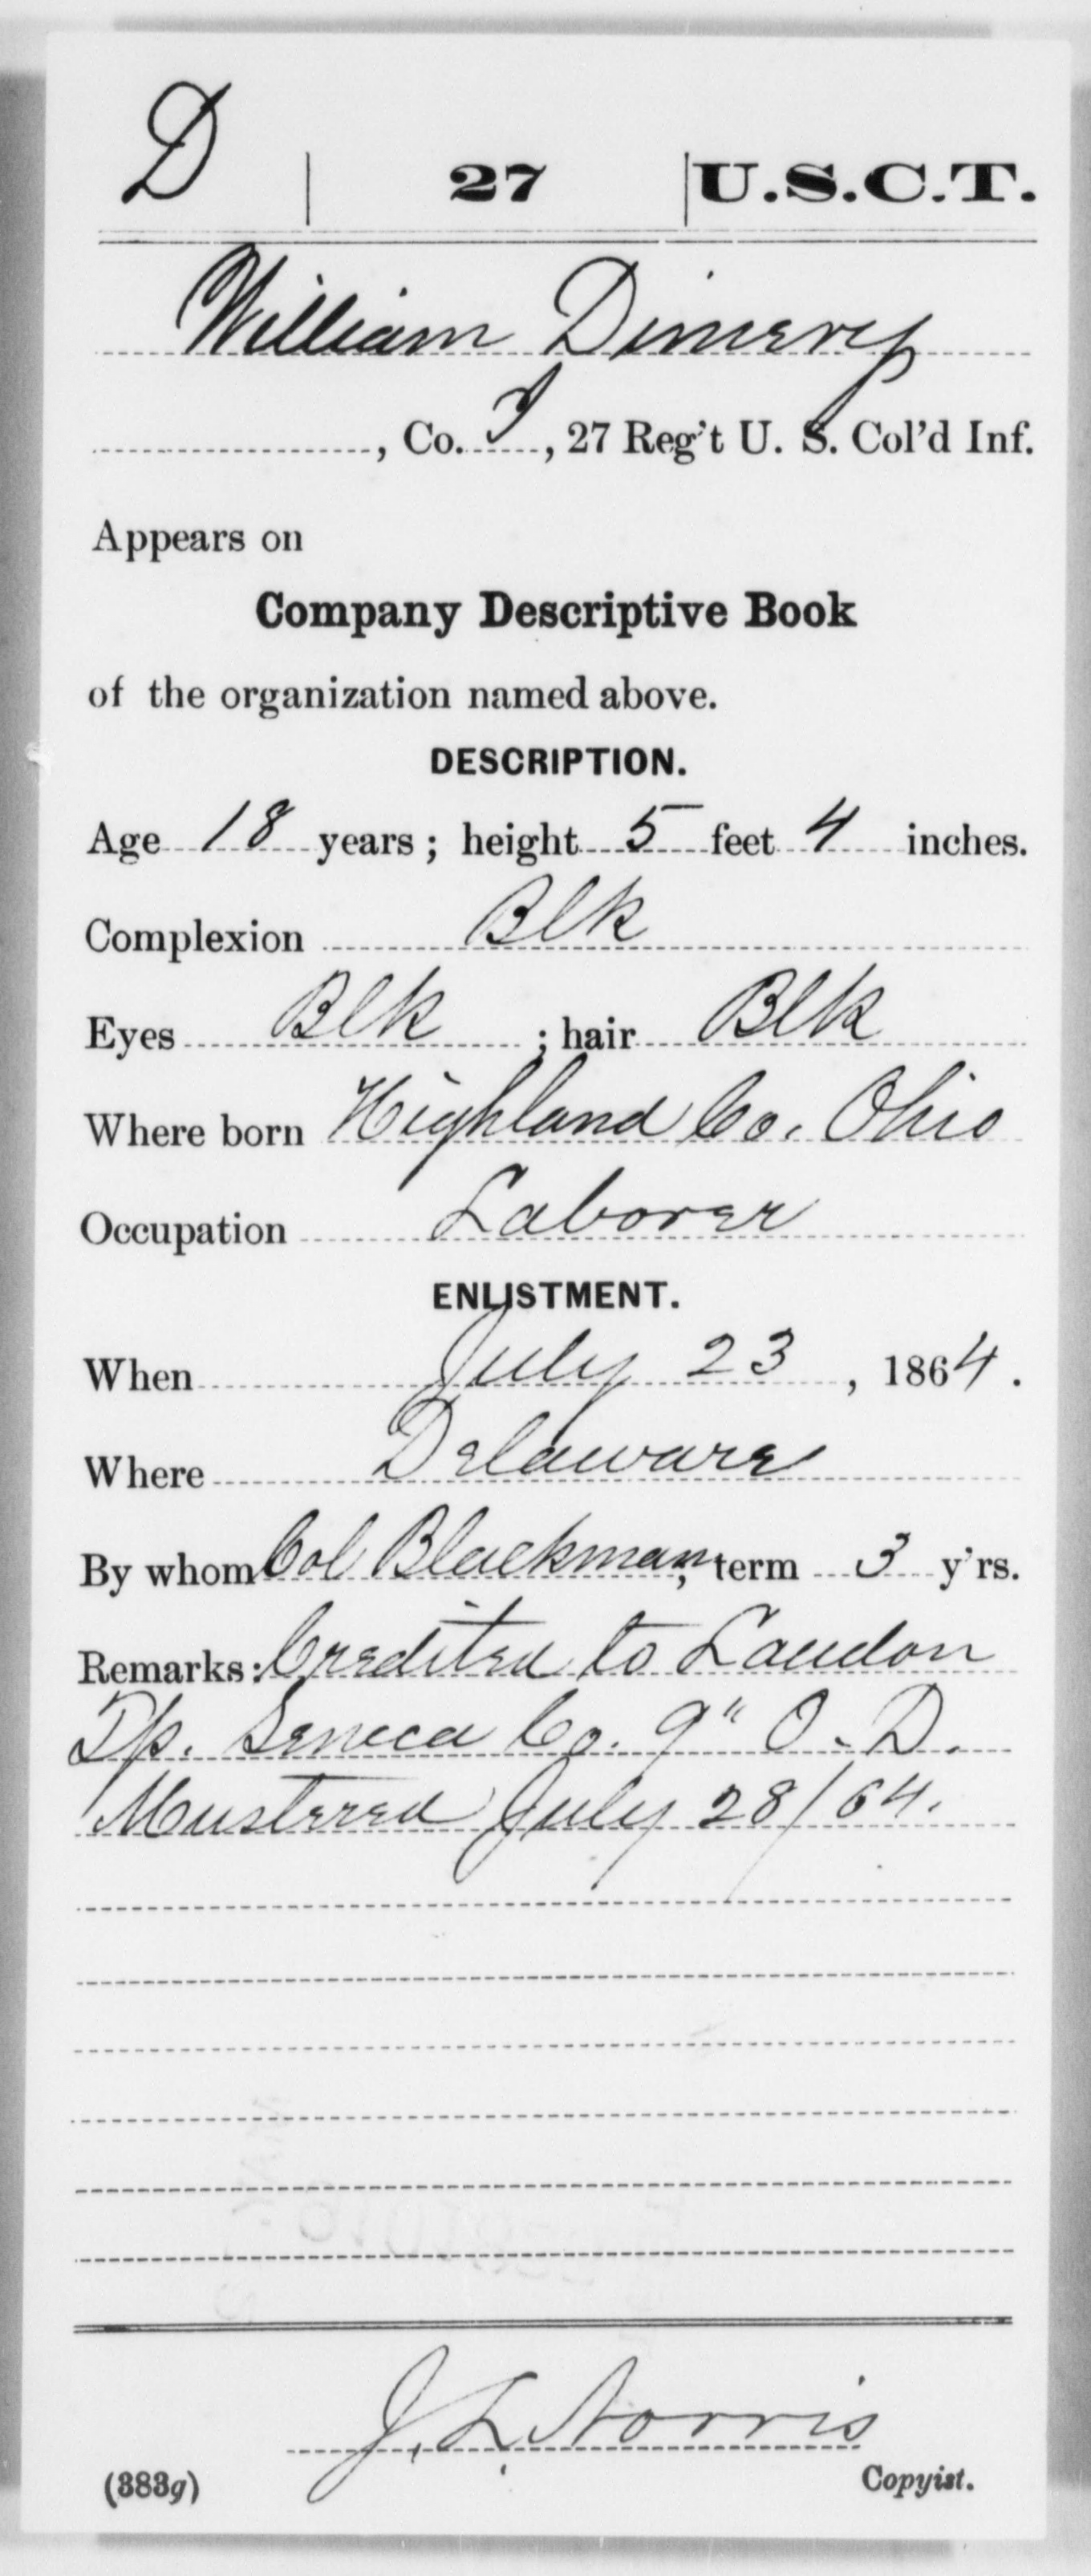 D | 27 | U.S.C.T.
William Dimery
, Co. I, 27 Reg't U. S. Col'd Inf.
Appears on
Company Descriptive Book
of the organization named above.
DESCRIPTION.
Age 18 years; height 5 feet 4 inches.
Complexion Blk
Eyes Blk; hair Blk
Where born Highland Co. Ohio
Occupation Laborer
ENLISTMENT.
When July 23, 1864.
Where Delaware
By whom Col Blackman, term 3 y'rs.
Remarks: Credited to Laudon
Tp. Seneca Co. 9" O. D.
Mustered July 28/64.
J. L. Norris
(383g) Copyist.